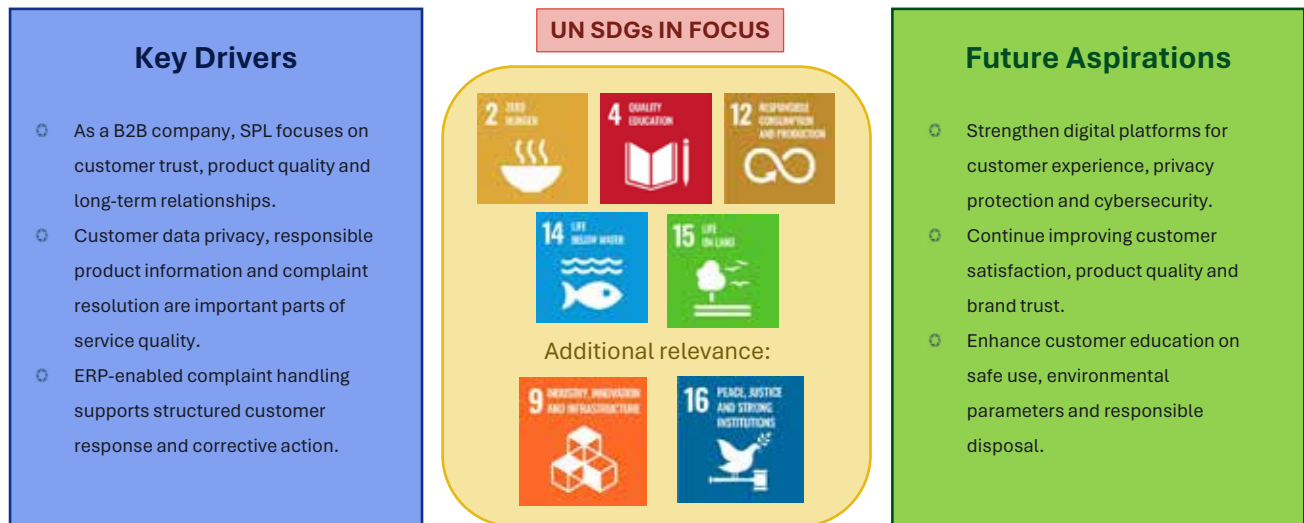 Key Drivers
As a B2B company, SPL focuses on
customer trust, product quality and
long-term relationships.
Customer data privacy, responsible
product information and complaint
resolution are important parts of
service quality.
ERP-enabled complaint handling
supports structured customer
response and corrective action.
UN SDGs IN FOCUS
2 ZERO
HUNGER
4 QUALITY
EDUCATION
12 RESPONSIBLE
CONSUMPTION
AND PRODUCTION
14 LIFE
BELOW WATER
15 LIFE
ON LAND
Additional relevance:
9 INDUSTRY, INNOVATION
AND INFRASTRUCTURE
16 PEACE, JUSTICE
AND STRONG
INSTITUTIONS
Future Aspirations
Strengthen digital platforms for
customer experience, privacy
protection and cybersecurity.
Continue improving customer
satisfaction, product quality and
brand trust.
Enhance customer education on
safe use, environmental
parameters and responsible
disposal.